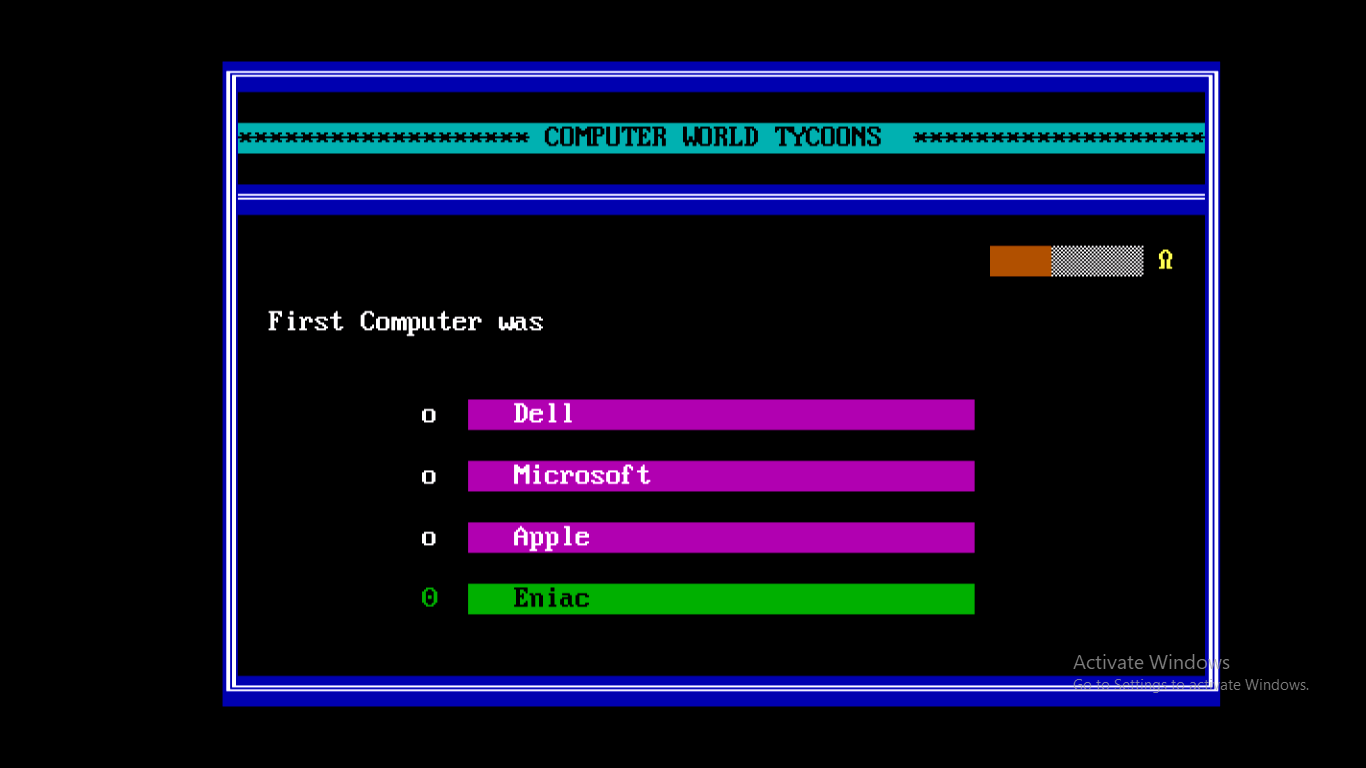 ******************* COMPUTER WORLD TYCOONS *******************
Ω
First Computer was
o Dell
o Microsoft
o Apple
0 Eniac
Activate Windows
Go to Settings to activate Windows.